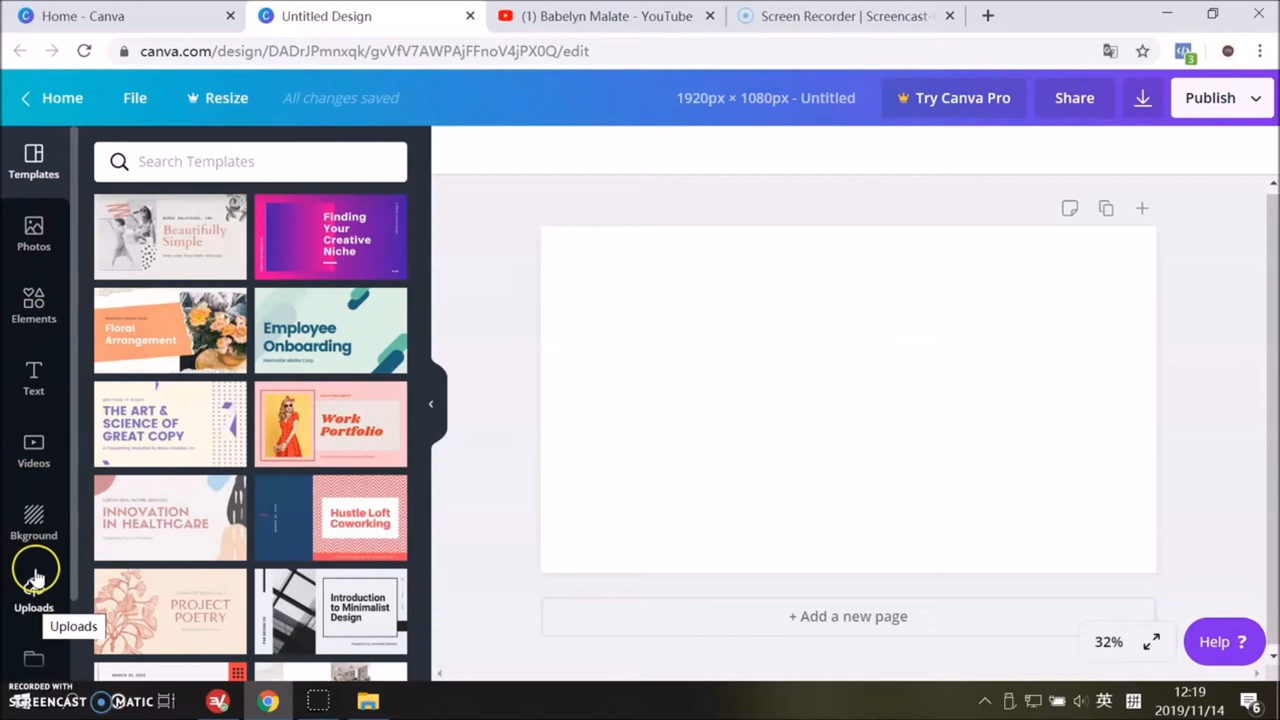 Home - Canva
Untitled Design
(1) Babelyn Malate - YouTube
Screen Recorder | Screencast-
canva.com/design/DADrJPmnxqk/gvVfV7AWPAjFFnoV4jPX0Q/edit
3
Home
File
Resize
All changes saved
1920px × 1080px - Untitled
Try Canva Pro
Share
Publish
Templates
Photos
Elements
Text
Videos
Bkground
Uploads
Uploads
Search Templates
Beautifully
Simple
Finding
Your
Creative
Niche
Floral
Arrangement
Employee
Onboarding
THE ART &
SCIENCE OF
GREAT COPY
Work
Portfolio
INNOVATION
IN HEALTHCARE
Hustle Loft
Coworking
PROJECT
POETRY
Introduction
to Minimalist
Design
+ Add a new page
32%
Help ?
RECORDED WITH
SCREENCAST MATIC
英
拼
12:19
2019/11/14
6